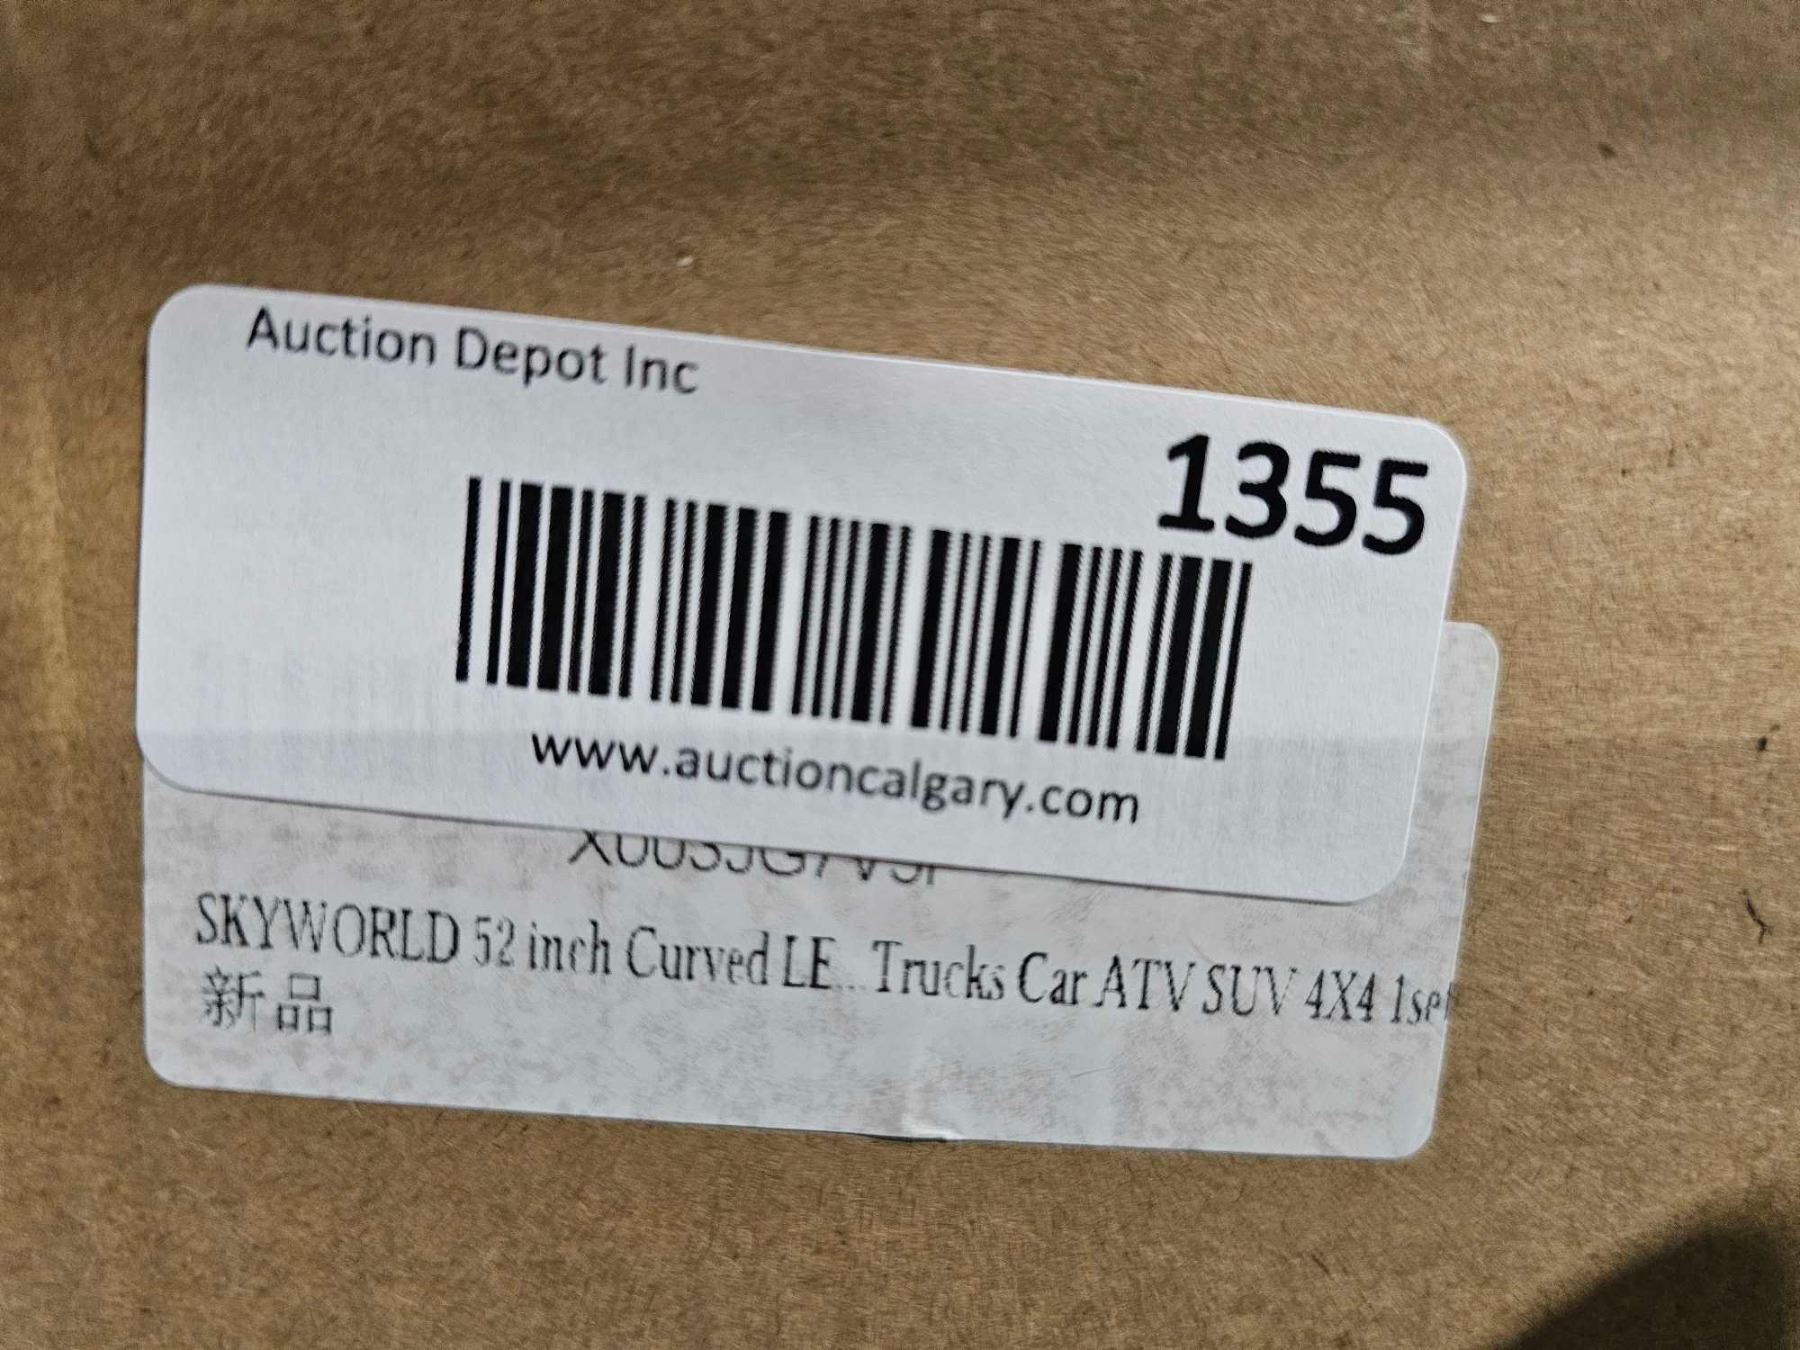 Auction Depot Inc
1355
www.auctioncalgary.com
SKYWORLD 52 inch Curved LE...Trucks Car ATV SUV 4X4 1set
新品